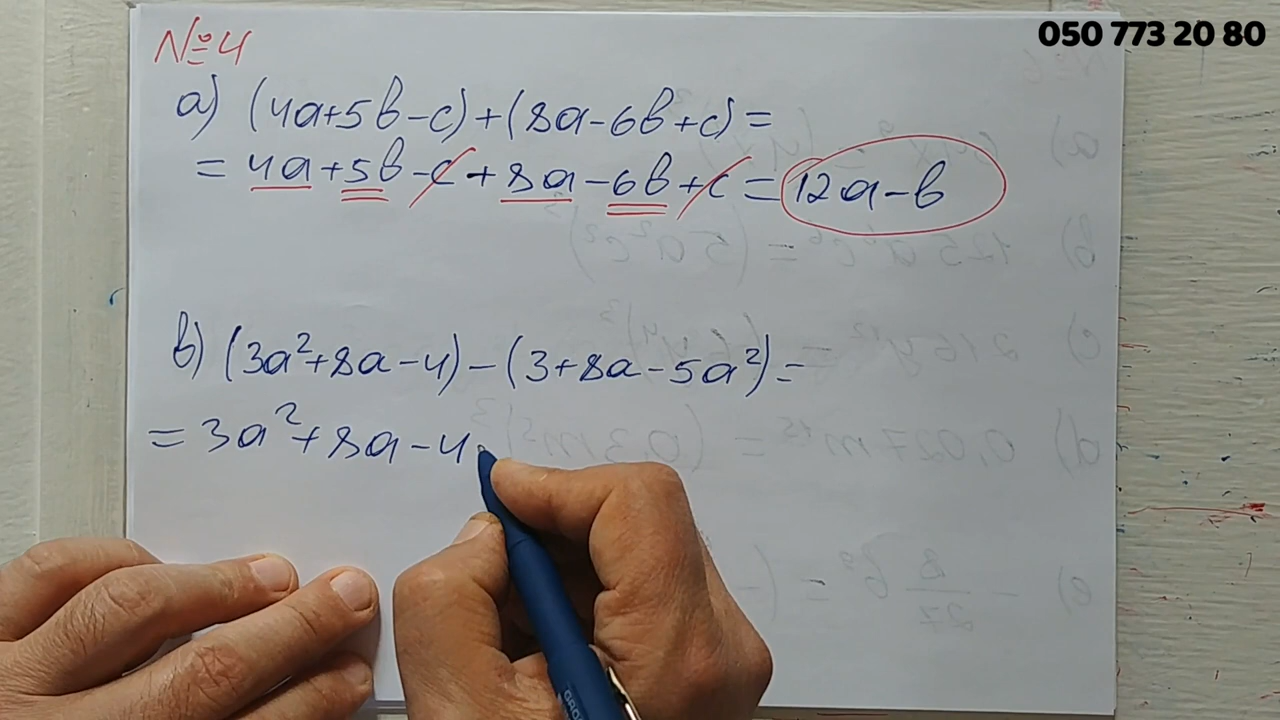 050 773 20 80
№4
а) (4a+5b-c)+(8a-6b+c)=
=4a+5b-c+8a-6b+c=12a-b
в) (3a²+8a-4)-(3+8a-5a²)=
=3a²+8a-4